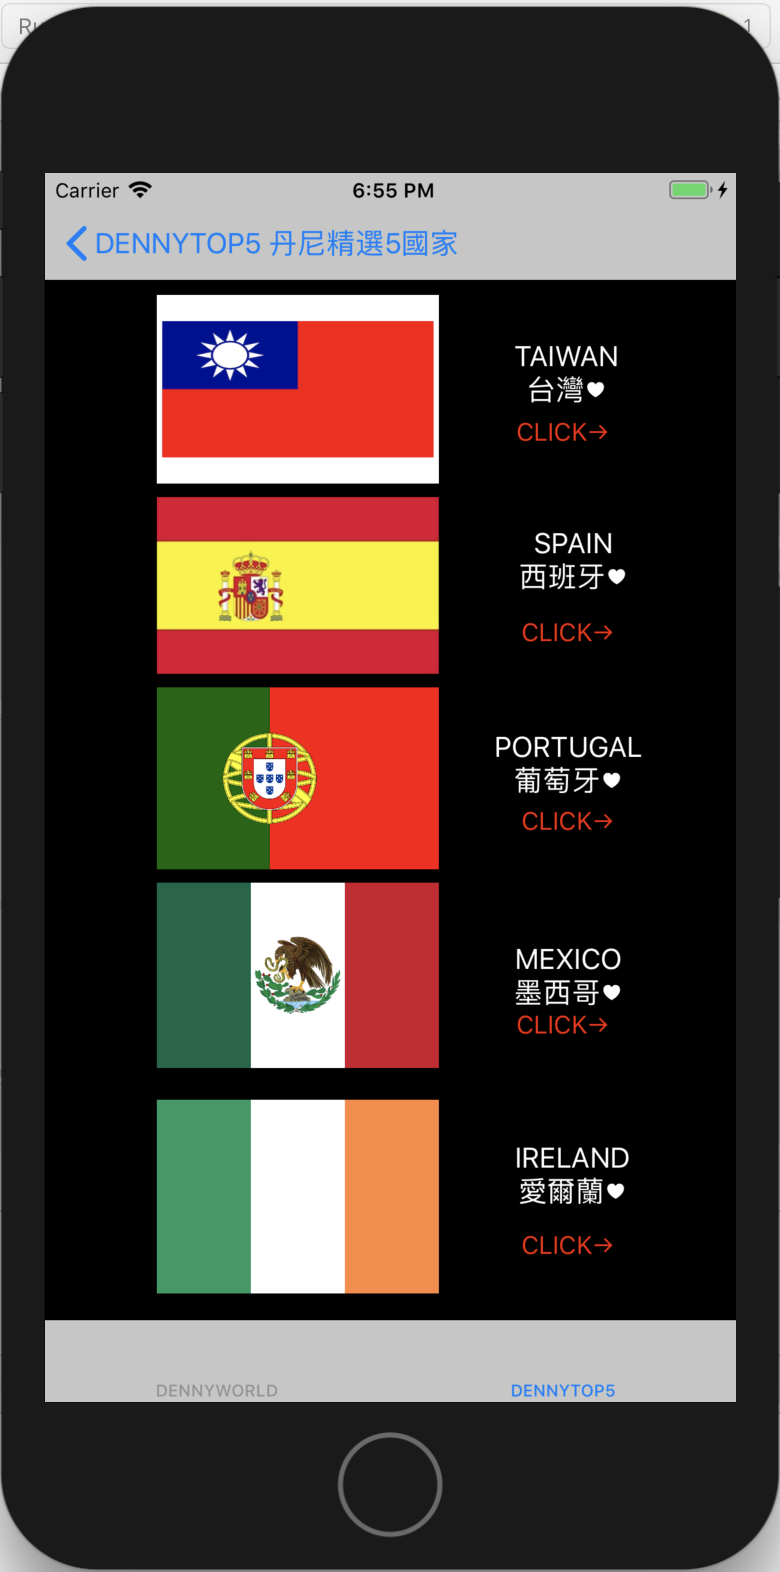 Carrier 6:55 PM
DENNYTOP5 丹尼精選5國家
TAIWAN
台灣♥
CLICK→
SPAIN
西班牙♥
CLICK→
PORTUGAL
葡萄牙♥
CLICK→
MEXICO
墨西哥♥
CLICK→
IRELAND
愛爾蘭♥
CLICK→
DENNYWORLD DENNYTOP5